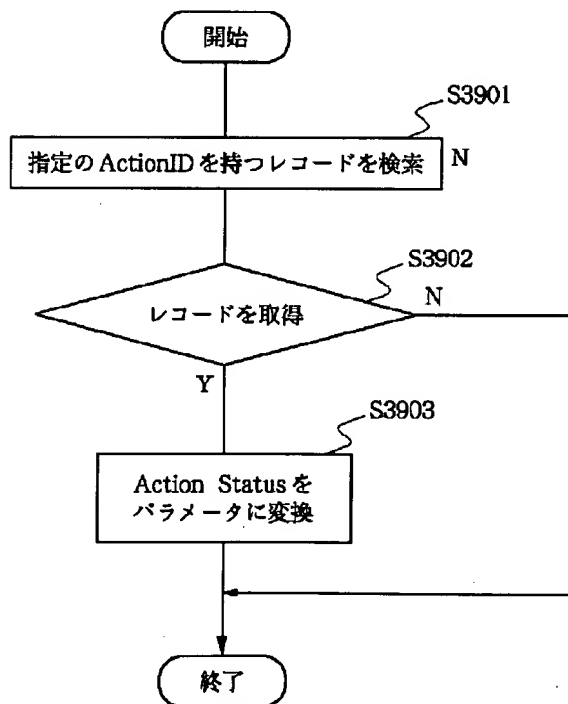 開始
S3901
指定のActionIDを持つレコードを検索
N
S3902
レコードを取得
N
Y
S3903
Action Statusを
パラメータに変換
終了